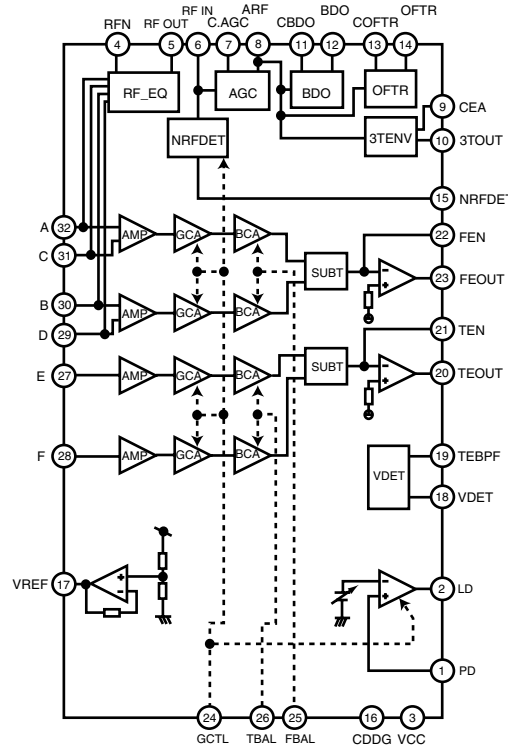 RFN RF OUT RF IN C.AGC ARF CBDO BDO COFTR OFTR
4 5 6 7 8 11 12 13 14
RF_EQ AGC BDO OFTR
9 CEA
NRFDET 3TENV 10 3TOUT
15 NRFDET
A 32 AMP GCA BCA 22 FEN
C 31
SUBT 23 FEOUT
B 30 AMP GCA BCA
D 29 21 TEN
E 27 AMP GCA BCA SUBT 20 TEOUT
F 28 AMP GCA BCA 19 TEBPF
VDET
18 VDET
VREF 17 + − − + 2 LD
1 PD
24 26 25 16 3
GCTL TBAL FBAL CDDG VCC